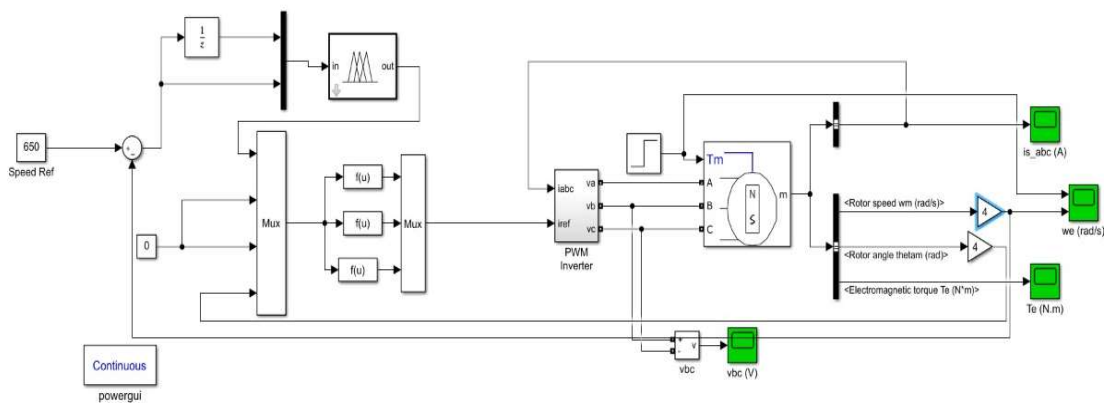 1
z
in
out
650
Speed Ref
+
-
0
Mux
f(u)
f(u)
f(u)
Mux
iabc
iref
va
vb
vc
PWM
Inverter
Tm
A
B
C
N
S
m
<Rotor speed wm (rad/s)>
4
<Rotor angle thetam (rad)>
4
<Electromagnetic torque Te (N*m)>
is_abc (A)
we (rad/s)
Te (N.m)
+
-
v
vbc
vbc (V)
Continuous
powergui